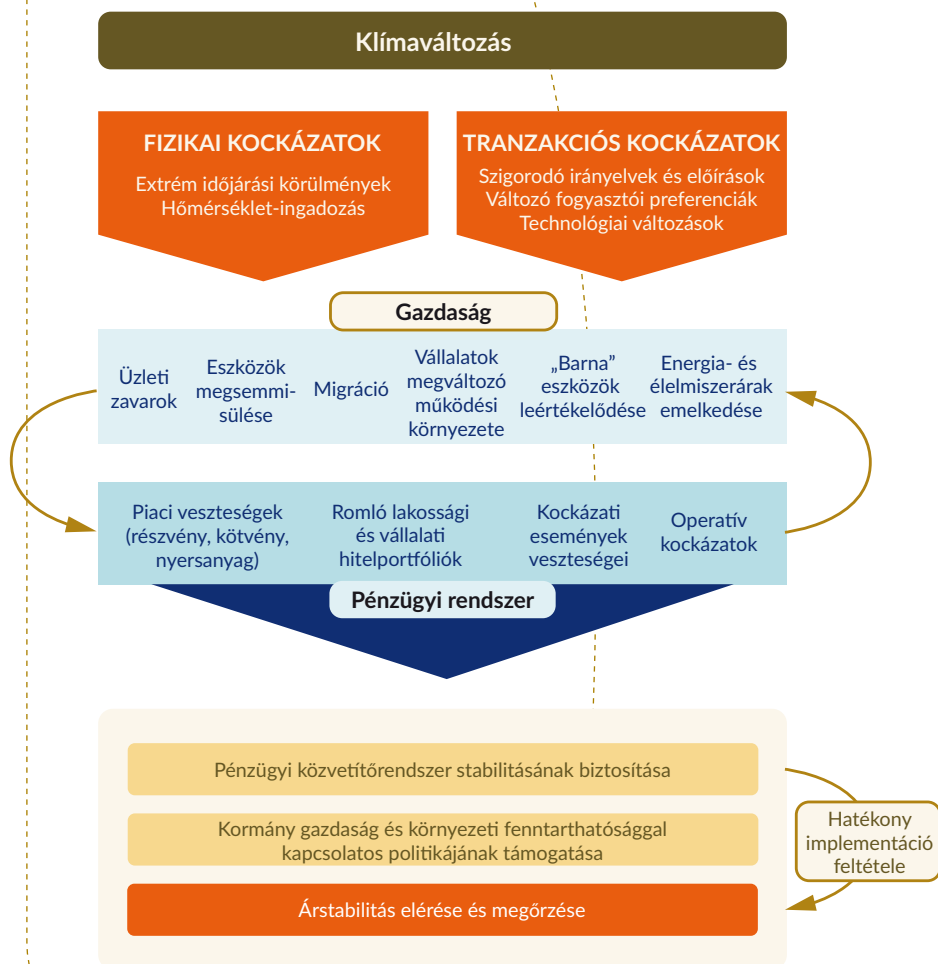 Klímaváltozás
FIZIKAI KOCKÁZATOK
Extrém időjárási körülmények
Hőmérséklet-ingadozás
TRANZAKCIÓS KOCKÁZATOK
Szigorodó irányelvek és előírások
Változó fogyasztói preferenciák
Technológiai változások
Gazdaság
Üzleti
zavarok
Eszközök
megsemmi-
sülése
Migráció
Vállalatok
megváltozó
működési
környezete
„Barna”
eszközök
leértékelődése
Energia- és
élelmiszerárak
emelkedése
Piaci veszteségek
(részvény, kötvény,
nyersanyag)
Romló lakossági
és vállalati
hitelportfóliók
Kockázati
események
veszteségei
Operatív
kockázatok
Pénzügyi rendszer
Pénzügyi közvetítőrendszer stabilitásának biztosítása
Kormány gazdaság és környezeti fenntarthatósággal
kapcsolatos politikájának támogatása
Árstabilitás elérése és megőrzése
Hatékony
implementáció
feltétele